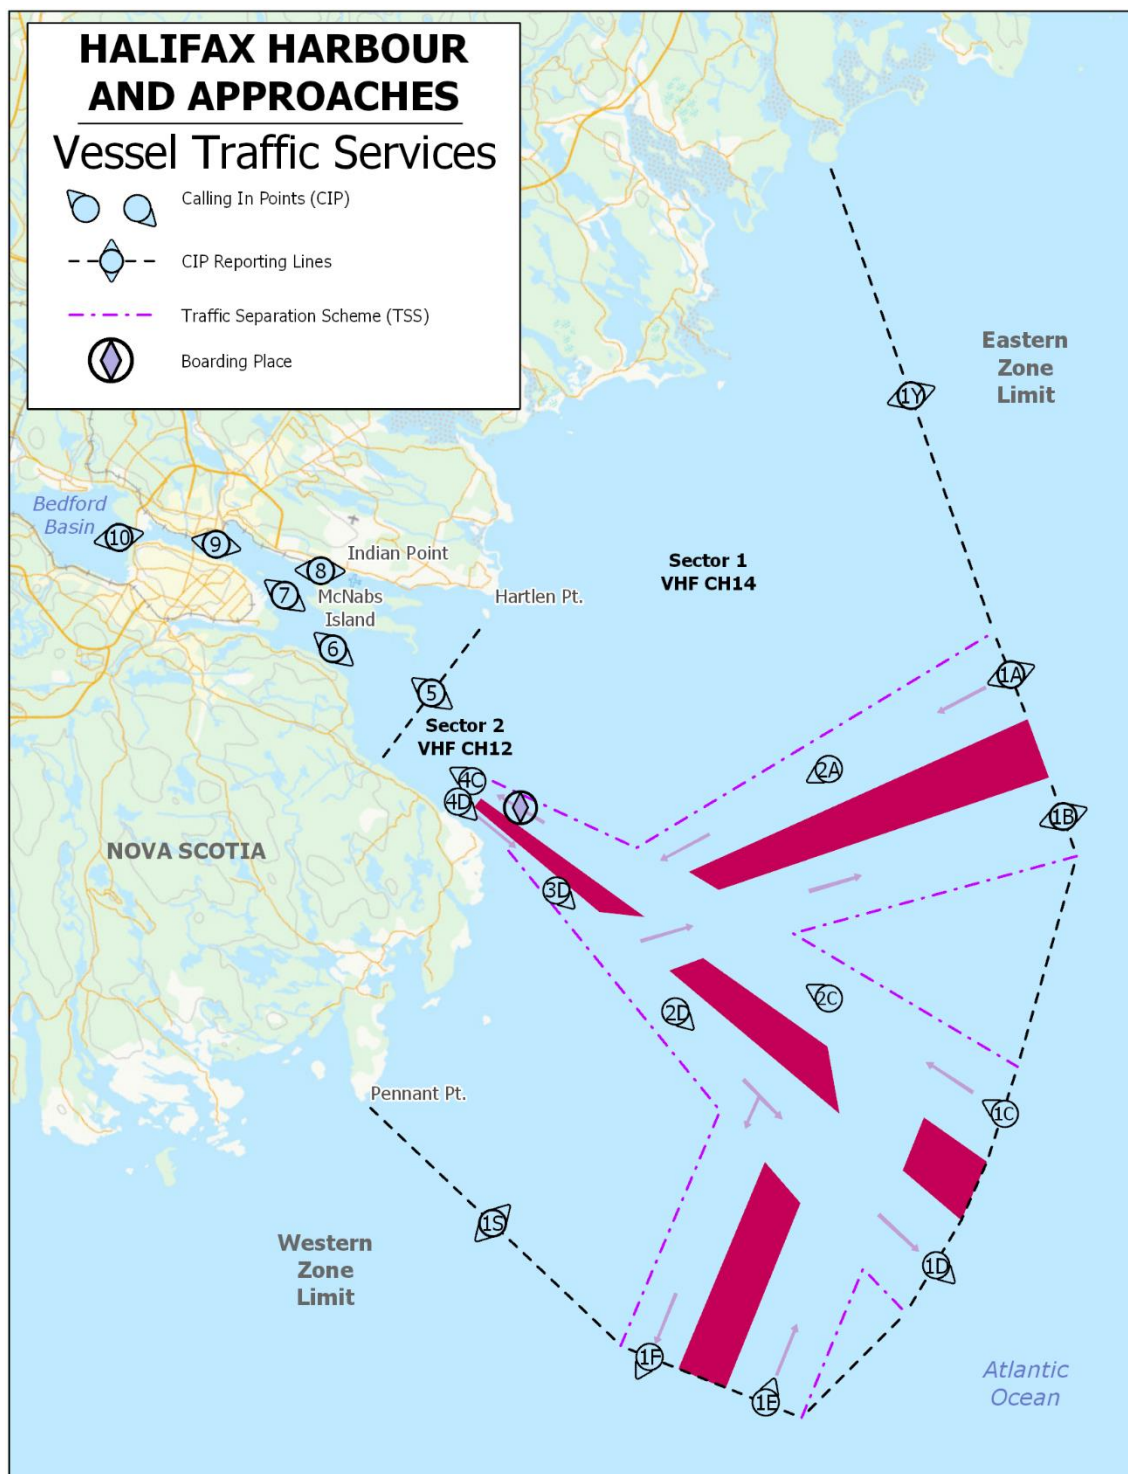 HALIFAX HARBOUR
AND APPROACHES
Vessel Traffic Services
Calling In Points (CIP)
CIP Reporting Lines
Traffic Separation Scheme (TSS)
Boarding Place
Eastern
Zone
Limit
1Y
Bedford
Basin
10
9
Indian Point
8
7
McNabs
Island
Hartlen Pt.
Sector 1
VHF CH14
6
5
1A
Sector 2
VHF CH12
4C
4D
2A
1B
NOVA SCOTIA
3D
2C
2D
Pennant Pt.
1C
1S
Western
Zone
Limit
1D
1F
1E
Atlantic
Ocean